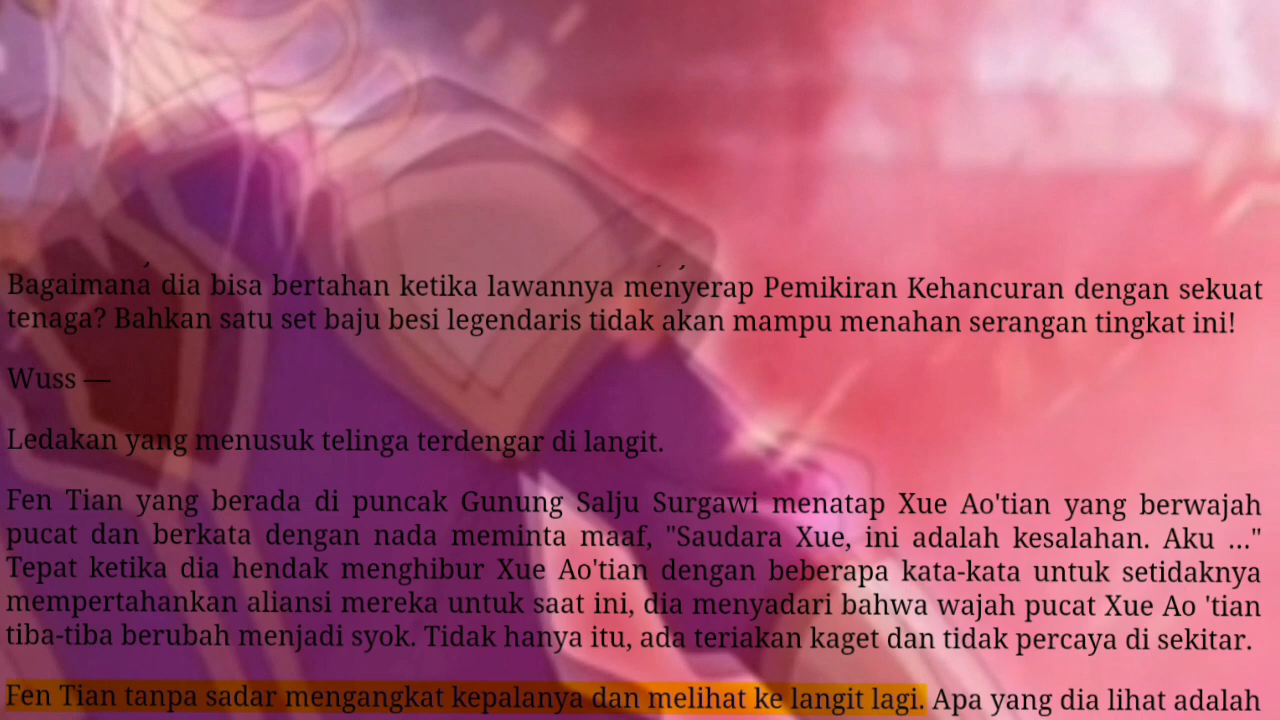 Bagaimana dia bisa bertahan ketika lawannya menyerap Pemikiran Kehancuran dengan sekuat
tenaga? Bahkan satu set baju besi legendaris tidak akan mampu menahan serangan tingkat ini!
Wuss —
Ledakan yang menusuk telinga terdengar di langit.
Fen Tian yang berada di puncak Gunung Salju Surgawi menatap Xue Ao'tian yang berwajah
pucat dan berkata dengan nada meminta maaf, "Saudara Xue, ini adalah kesalahan. Aku ..."
Tepat ketika dia hendak menghibur Xue Ao'tian dengan beberapa kata-kata untuk setidaknya
mempertahankan aliansi mereka untuk saat ini, dia menyadari bahwa wajah pucat Xue Ao 'tian
tiba-tiba berubah menjadi syok. Tidak hanya itu, ada teriakan kaget dan tidak percaya di sekitar.
Fen Tian tanpa sadar mengangkat kepalanya dan melihat ke langit lagi. Apa yang dia lihat adalah